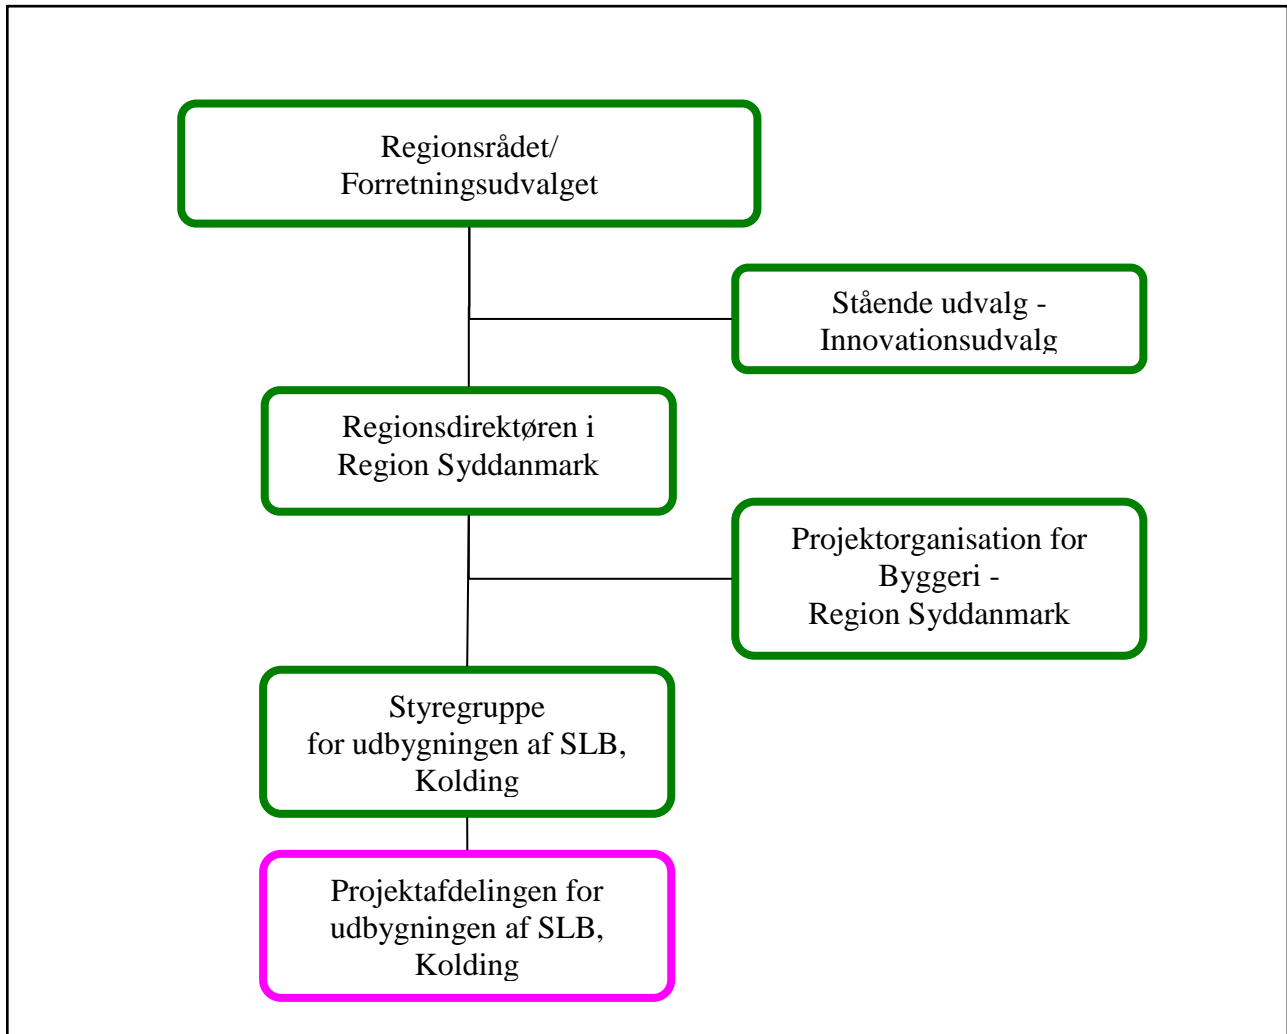 Regionsrådet/
Forretningsudvalget
Stående udvalg -
Innovationsudvalg
Regionsdirektøren i
Region Syddanmark
Projektorganisation for
Byggeri -
Region Syddanmark
Styregruppe
for udbygningen af SLB,
Kolding
Projektafdelingen for
udbygningen af SLB,
Kolding